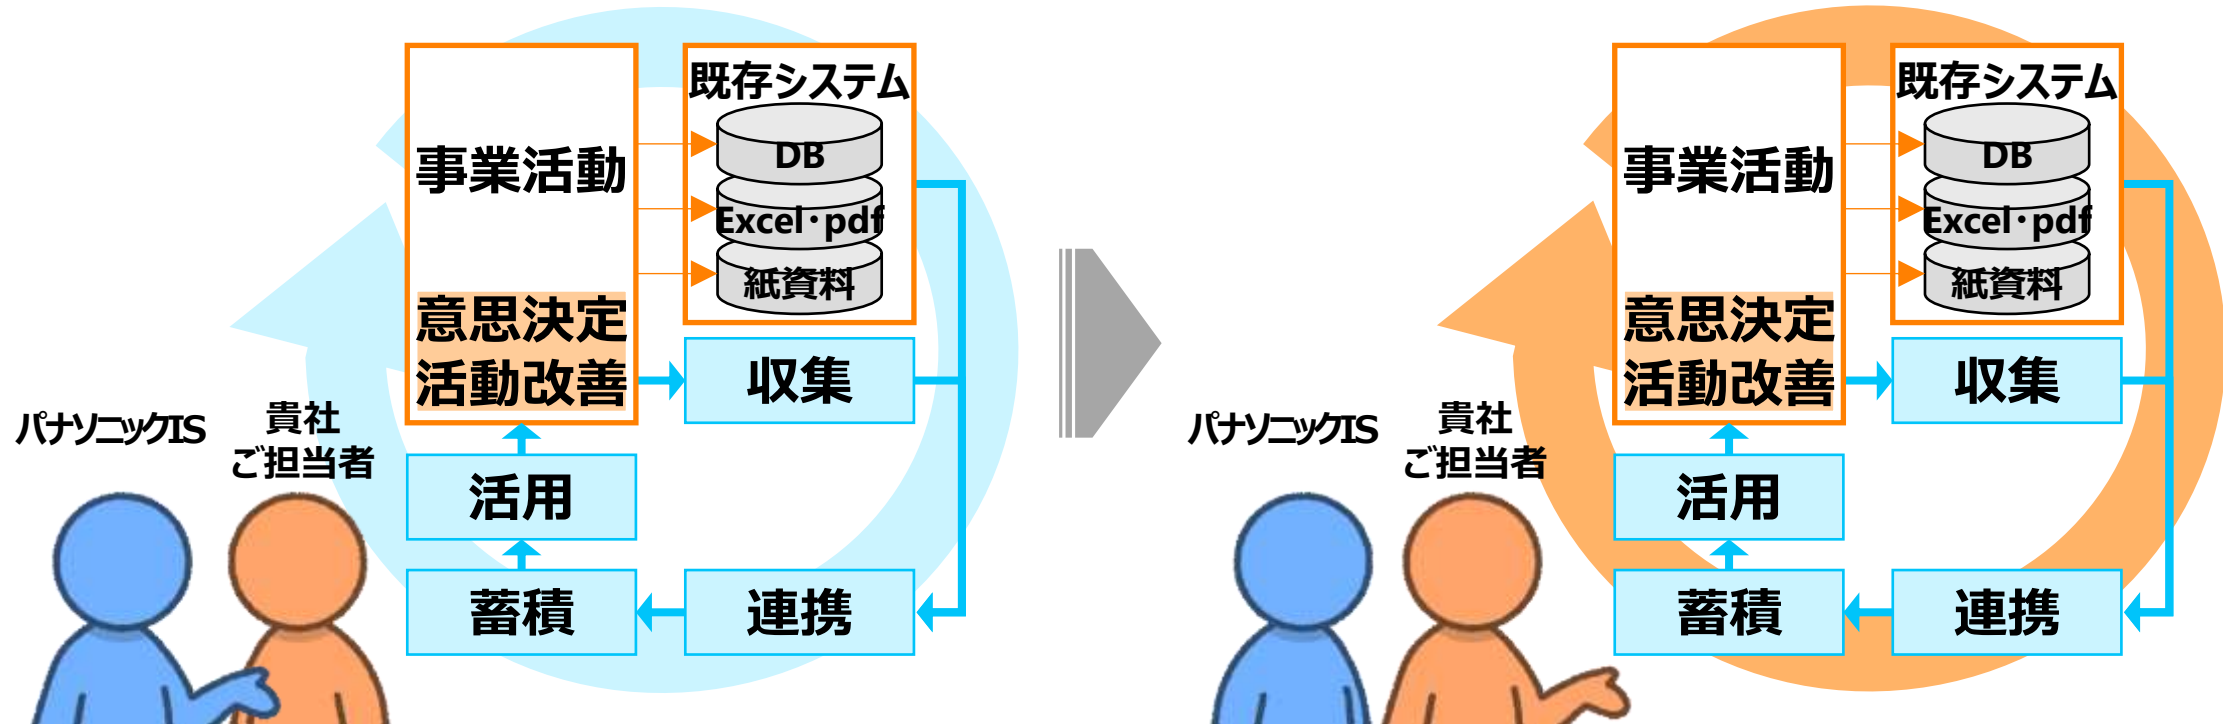 既存システム
事業活動
DB
Excel・pdf
紙資料
意思決定
活動改善
収集
パナソニックIS
貴社
ご担当者
活用
蓄積
連携
既存システム
事業活動
DB
Excel・pdf
紙資料
意思決定
活動改善
収集
パナソニックIS
貴社
ご担当者
活用
蓄積
連携